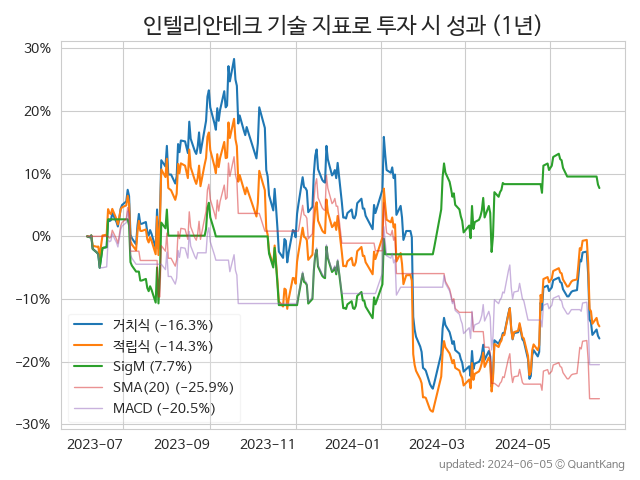 인텔리안테크 기술 지표로 투자 시 성과 (1년)
30%
20%
10%
0%
−10%
−20%
−30%
거치식 (−16.3%)
적립식 (−14.3%)
SigM (7.7%)
SMA(20) (−25.9%)
MACD (−20.5%)
2023-07 2023-09 2023-11 2024-01 2024-03 2024-05
updated: 2024-06-05 ⓒ QuantKang